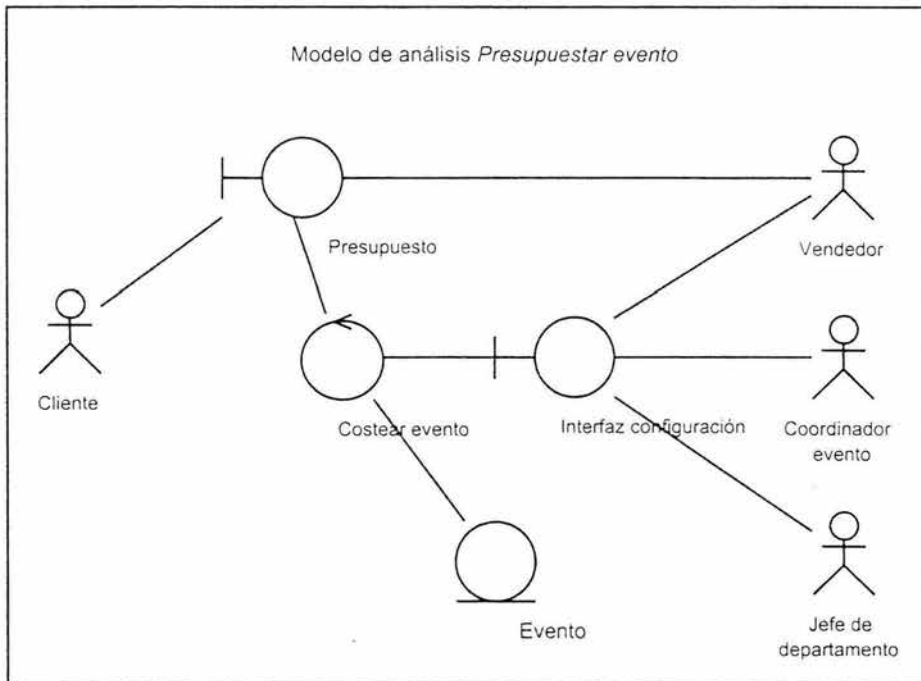 Modelo de análisis Presupuestar evento
Presupuesto
Vendedor
Cliente
Costear evento
Interfaz configuración
Coordinador
evento
Evento
Jefe de
departamento